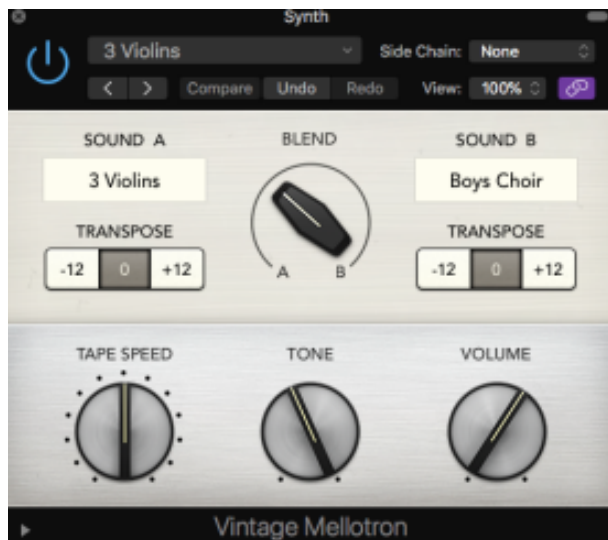 Synth
3 Violins Side Chain: None
Compare Undo Redo View: 100%
SOUND A BLEND SOUND B
3 Violins Boys Choir
TRANSPOSE TRANSPOSE
-12 0 +12 -12 0 +12
A B
TAPE SPEED TONE VOLUME
Vintage Mellotron